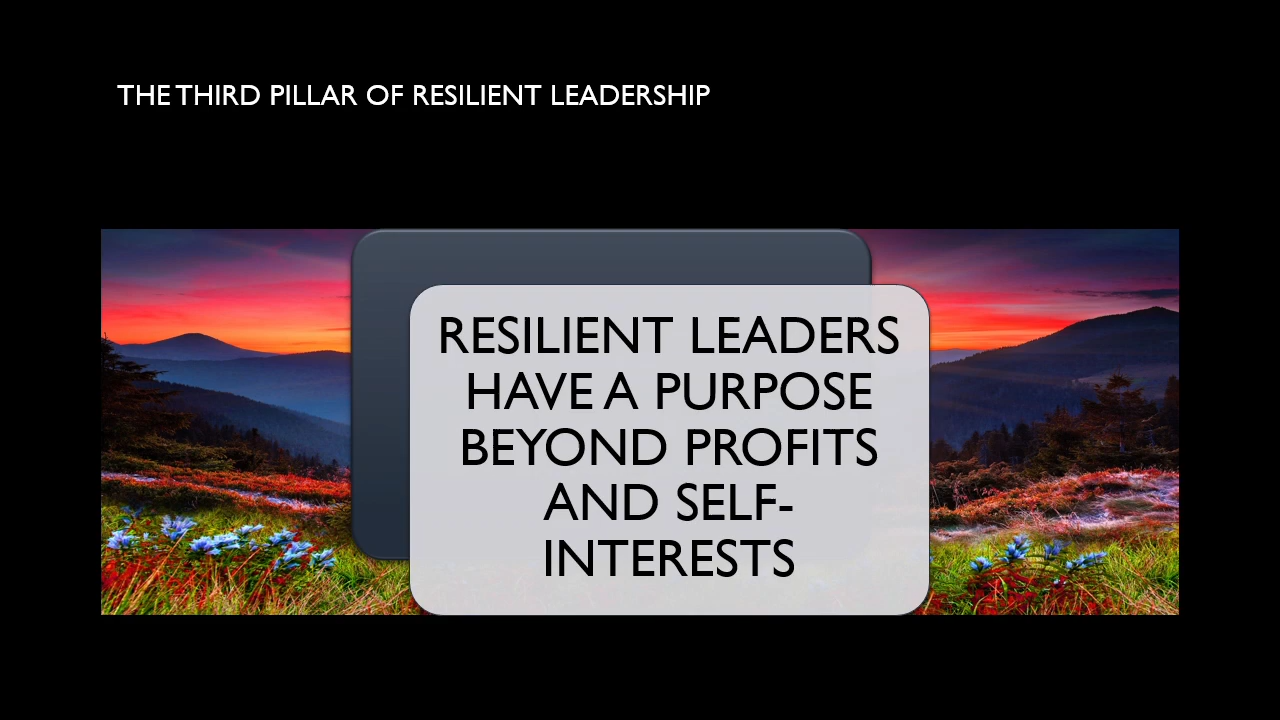 THE THIRD PILLAR OF RESILIENT LEADERSHIP
RESILIENT LEADERS
HAVE A PURPOSE
BEYOND PROFITS
AND SELF-
INTERESTS